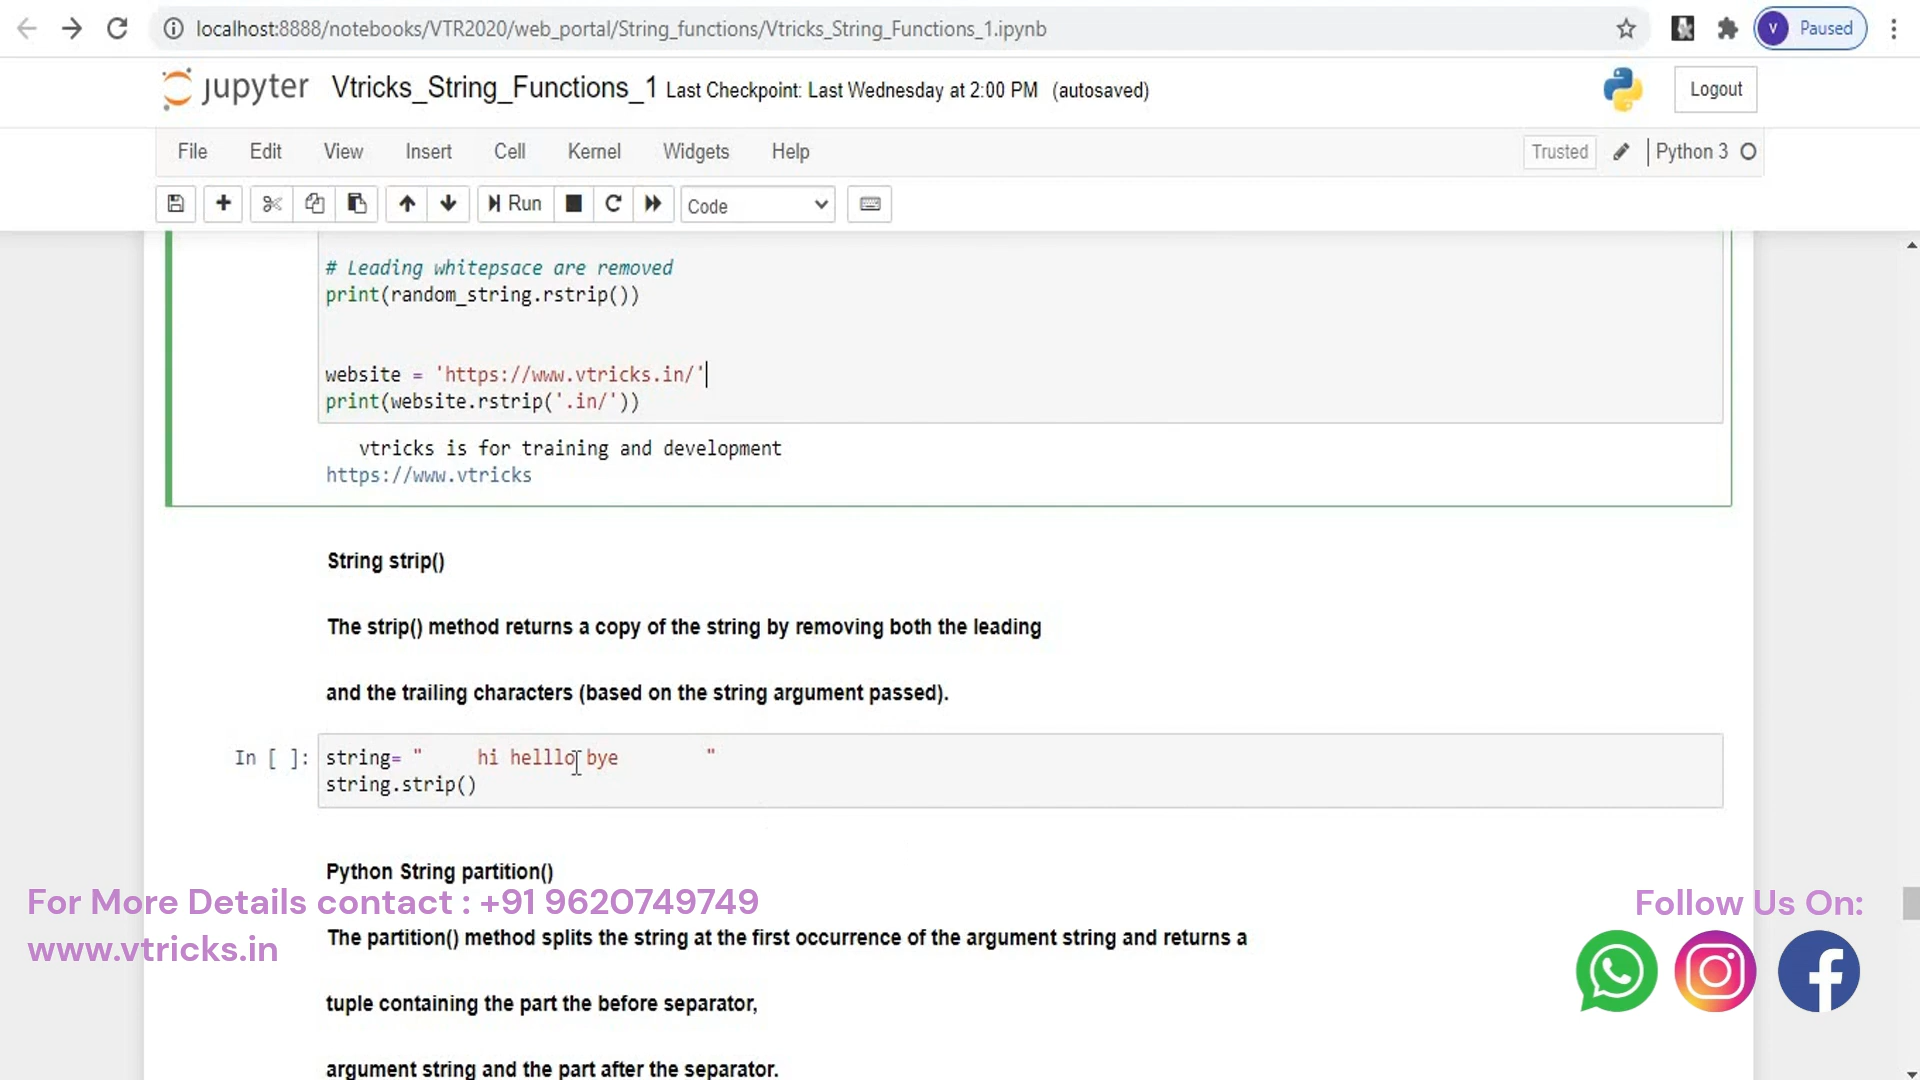 localhost:8888/notebooks/VTR2020/web_portal/String_functions/Vtricks_String_Functions_1.ipynb
V Paused
jupyter Vtricks_String_Functions_1 Last Checkpoint: Last Wednesday at 2:00 PM (autosaved)
Logout
File Edit View Insert Cell Kernel Widgets Help
Trusted Python 3
Run Code
# Leading whitepsace are removed
print(random_string.rstrip())
website = 'https://www.vtricks.in/'
print(website.rstrip('.in/'))
vtricks is for training and development
https://www.vtricks
String strip()
The strip() method returns a copy of the string by removing both the leading
and the trailing characters (based on the string argument passed).
In [ ]: string= "     hi helllo bye        "
string.strip()
Python String partition()
For More Details contact : +91 9620749749
Follow Us On:
The partition() method splits the string at the first occurrence of the argument string and returns a
www.vtricks.in
tuple containing the part the before separator,
argument string and the part after the separator.